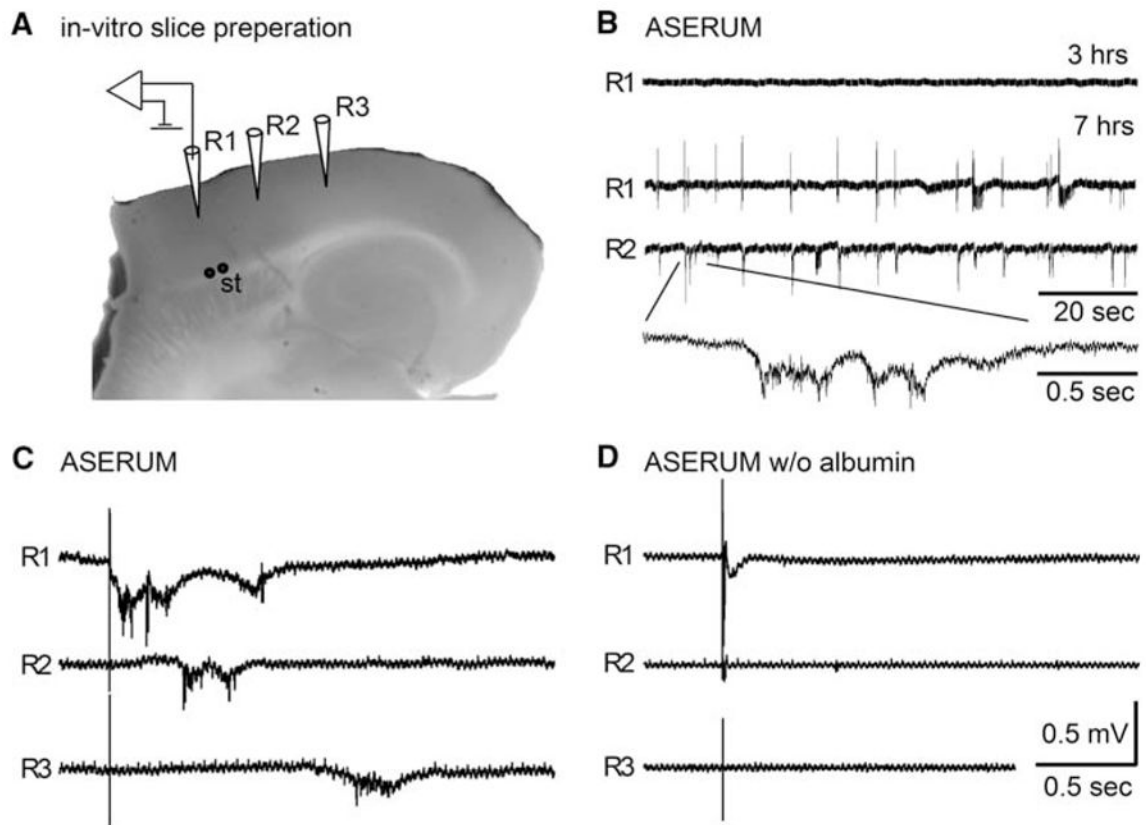 A in-vitro slice preperation
R1
R2
R3
st
B ASERUM
3 hrs
R1
7 hrs
R1
R2
20 sec
0.5 sec
C ASERUM
R1
R2
R3
D ASERUM w/o albumin
R1
R2
R3
0.5 mV
0.5 sec